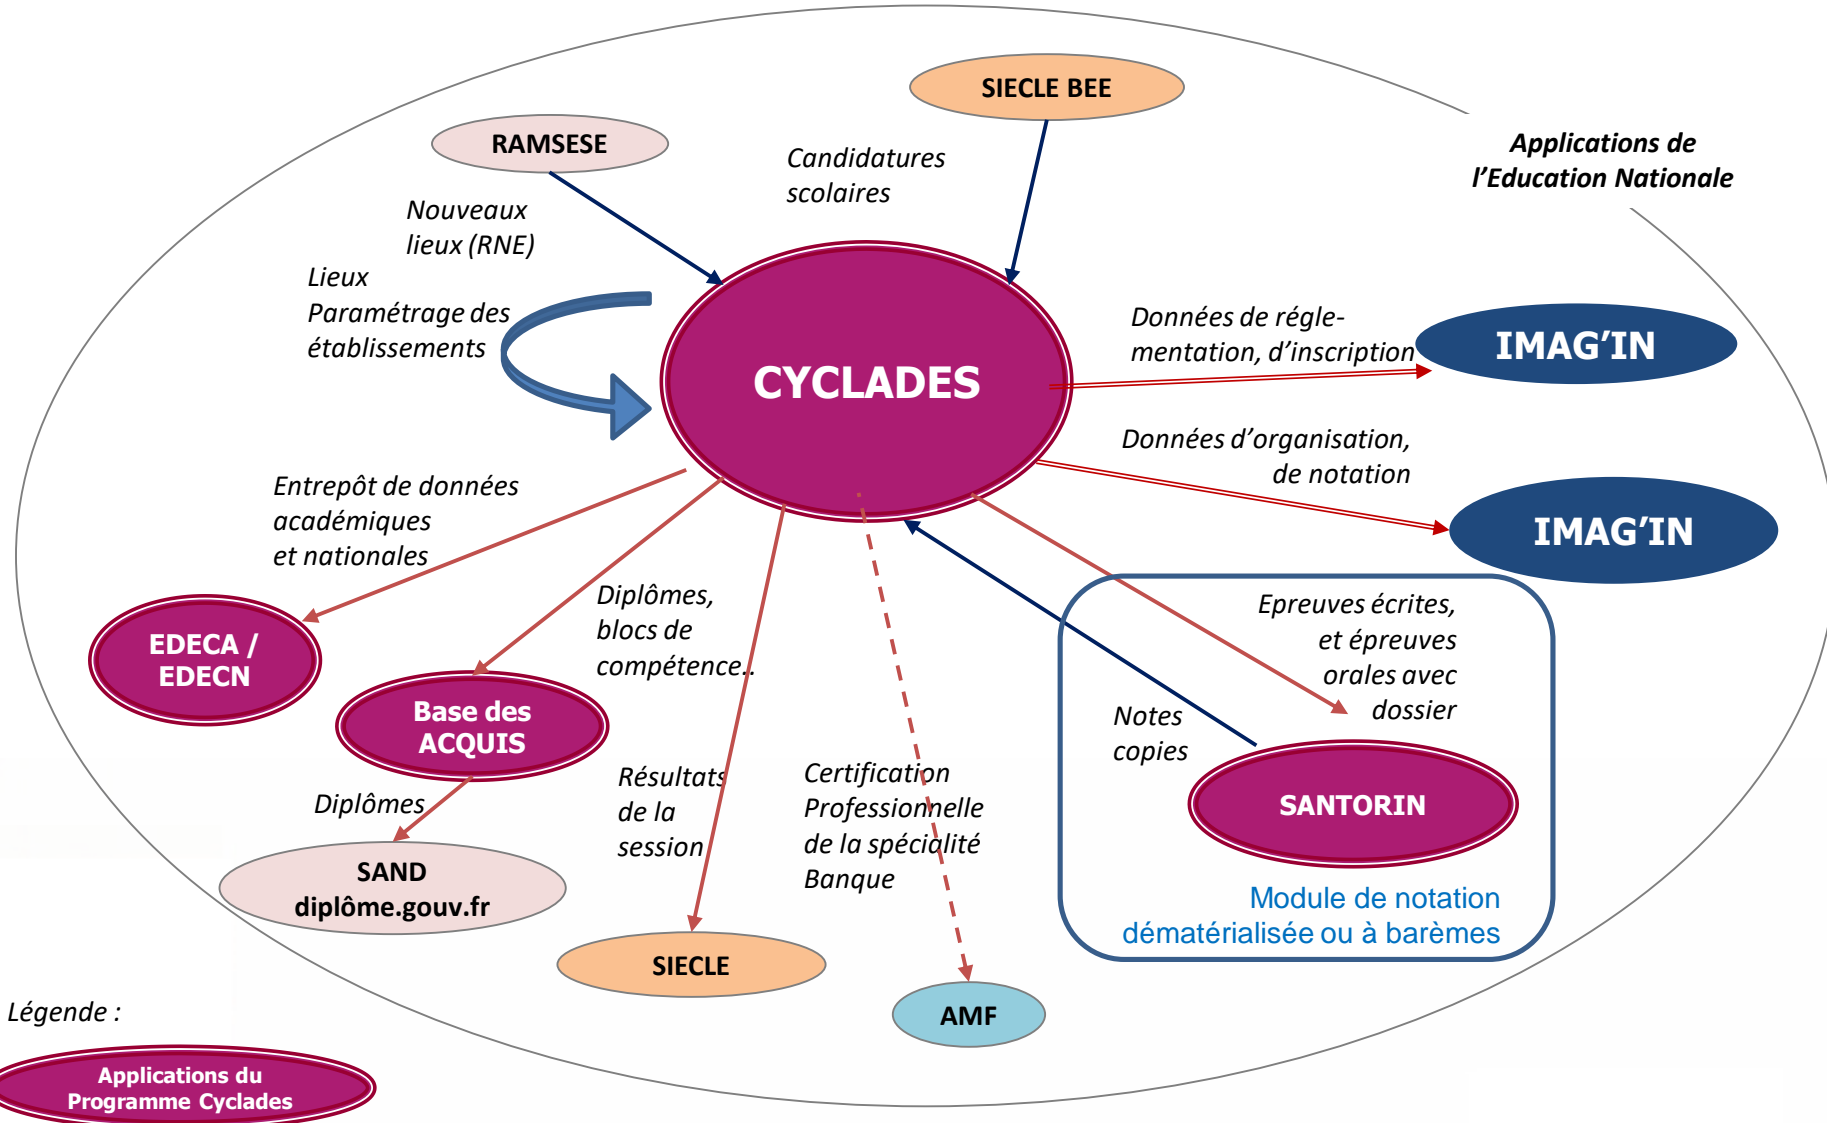 SIECLE BEE
RAMSESE
Applications de
l’Education Nationale
Candidatures
scolaires
Nouveaux
lieux (RNE)
Lieux
Paramétrage des
établissements
CYCLADES
Données de régle-
mentation, d’inscription
IMAG’IN
Données d’organisation,
de notation
IMAG’IN
Entrepôt de données
académiques
et nationales
EDECA /
EDECN
Diplômes,
blocs de
compétence..
Base des
ACQUIS
Epreuves écrites,
et épreuves
orales avec
dossier
Notes
copies
SANTORIN
Module de notation
dématérialisée ou à barèmes
Diplômes
SAND
diplôme.gouv.fr
Résultats
de la
session
Certification
Professionnelle
de la spécialité
Banque
SIECLE
AMF
Légende :
Applications du
Programme Cyclades